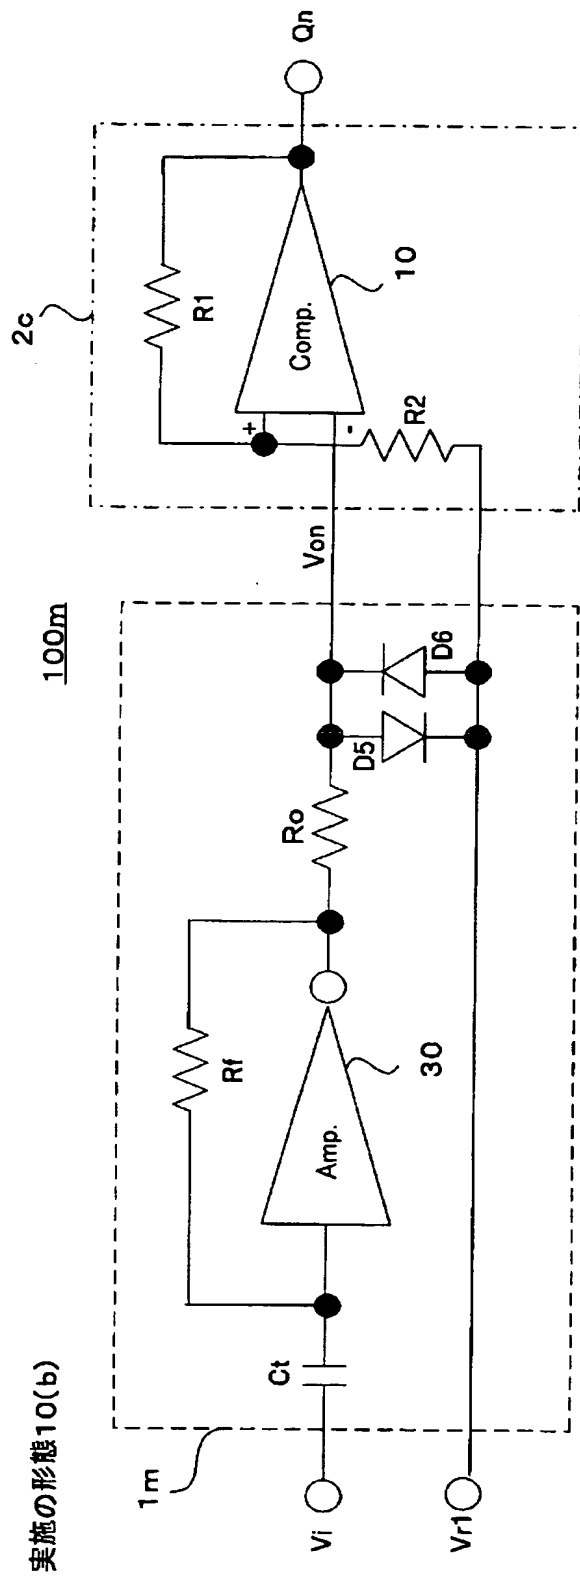 実施の形態10(b)
100m
1m
2c
Rf
R1
Vi
Ct
Amp.
30
Ro
D5
D6
Von
+
-
Comp.
10
R2
Qn
Vr1